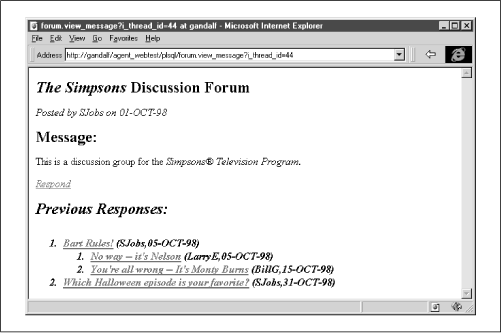 forum.view_message?i_thread_id=44 at gandall - Microsoft Internet Explorer
File Edit View Go Favorites Help
Address http://gandall/agent_webtest/plsql/forum.view_message?i_thread_id=44
The Simpsons Discussion Forum
Posted by SJobs on 01-OCT-98
Message:
This is a discussion group for the Simpsons® Television Program.
Respond
Previous Responses:
1. Bart Rules! (SJobs,05-OCT-98)
1. No way -- it's Nelson (LarryE,05-OCT-98)
2. You're all wrong -- It's Monty Burns (BillG,15-OCT-98)
2. Which Halloween episode is your favorite? (SJobs,31-OCT-98)